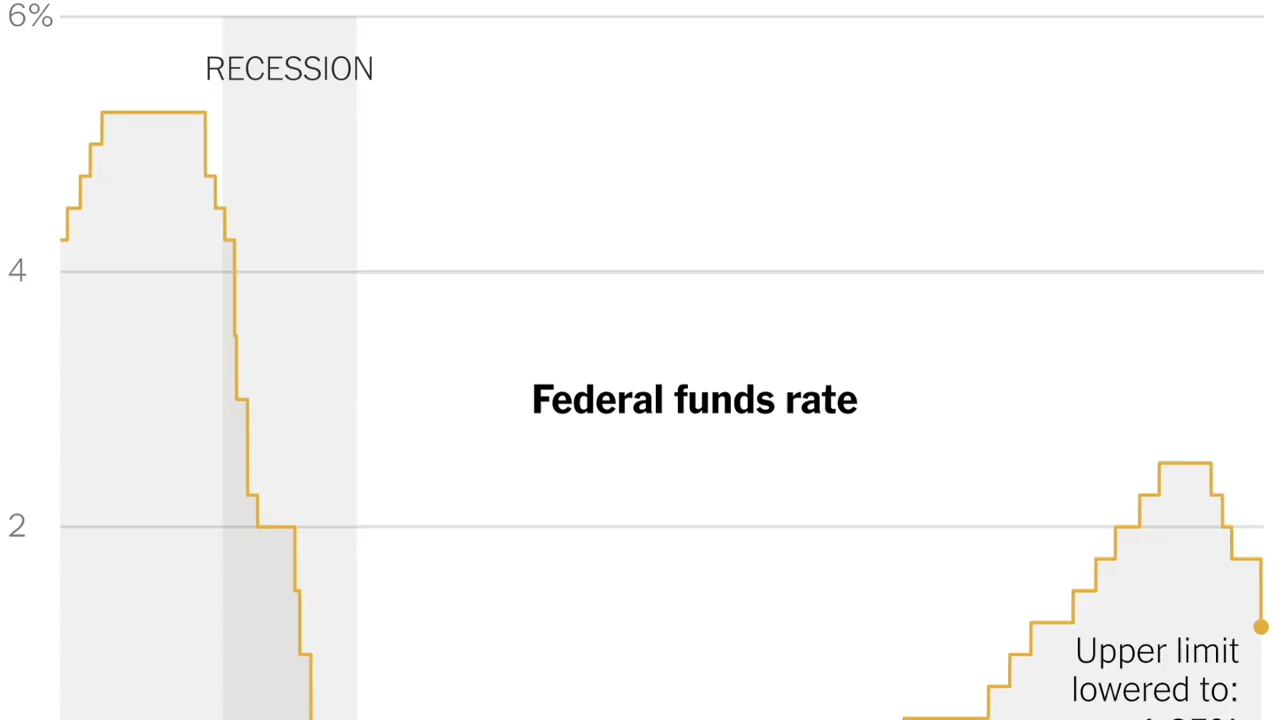 6%
RECESSION
4
Federal funds rate
2
Upper limit
lowered to: